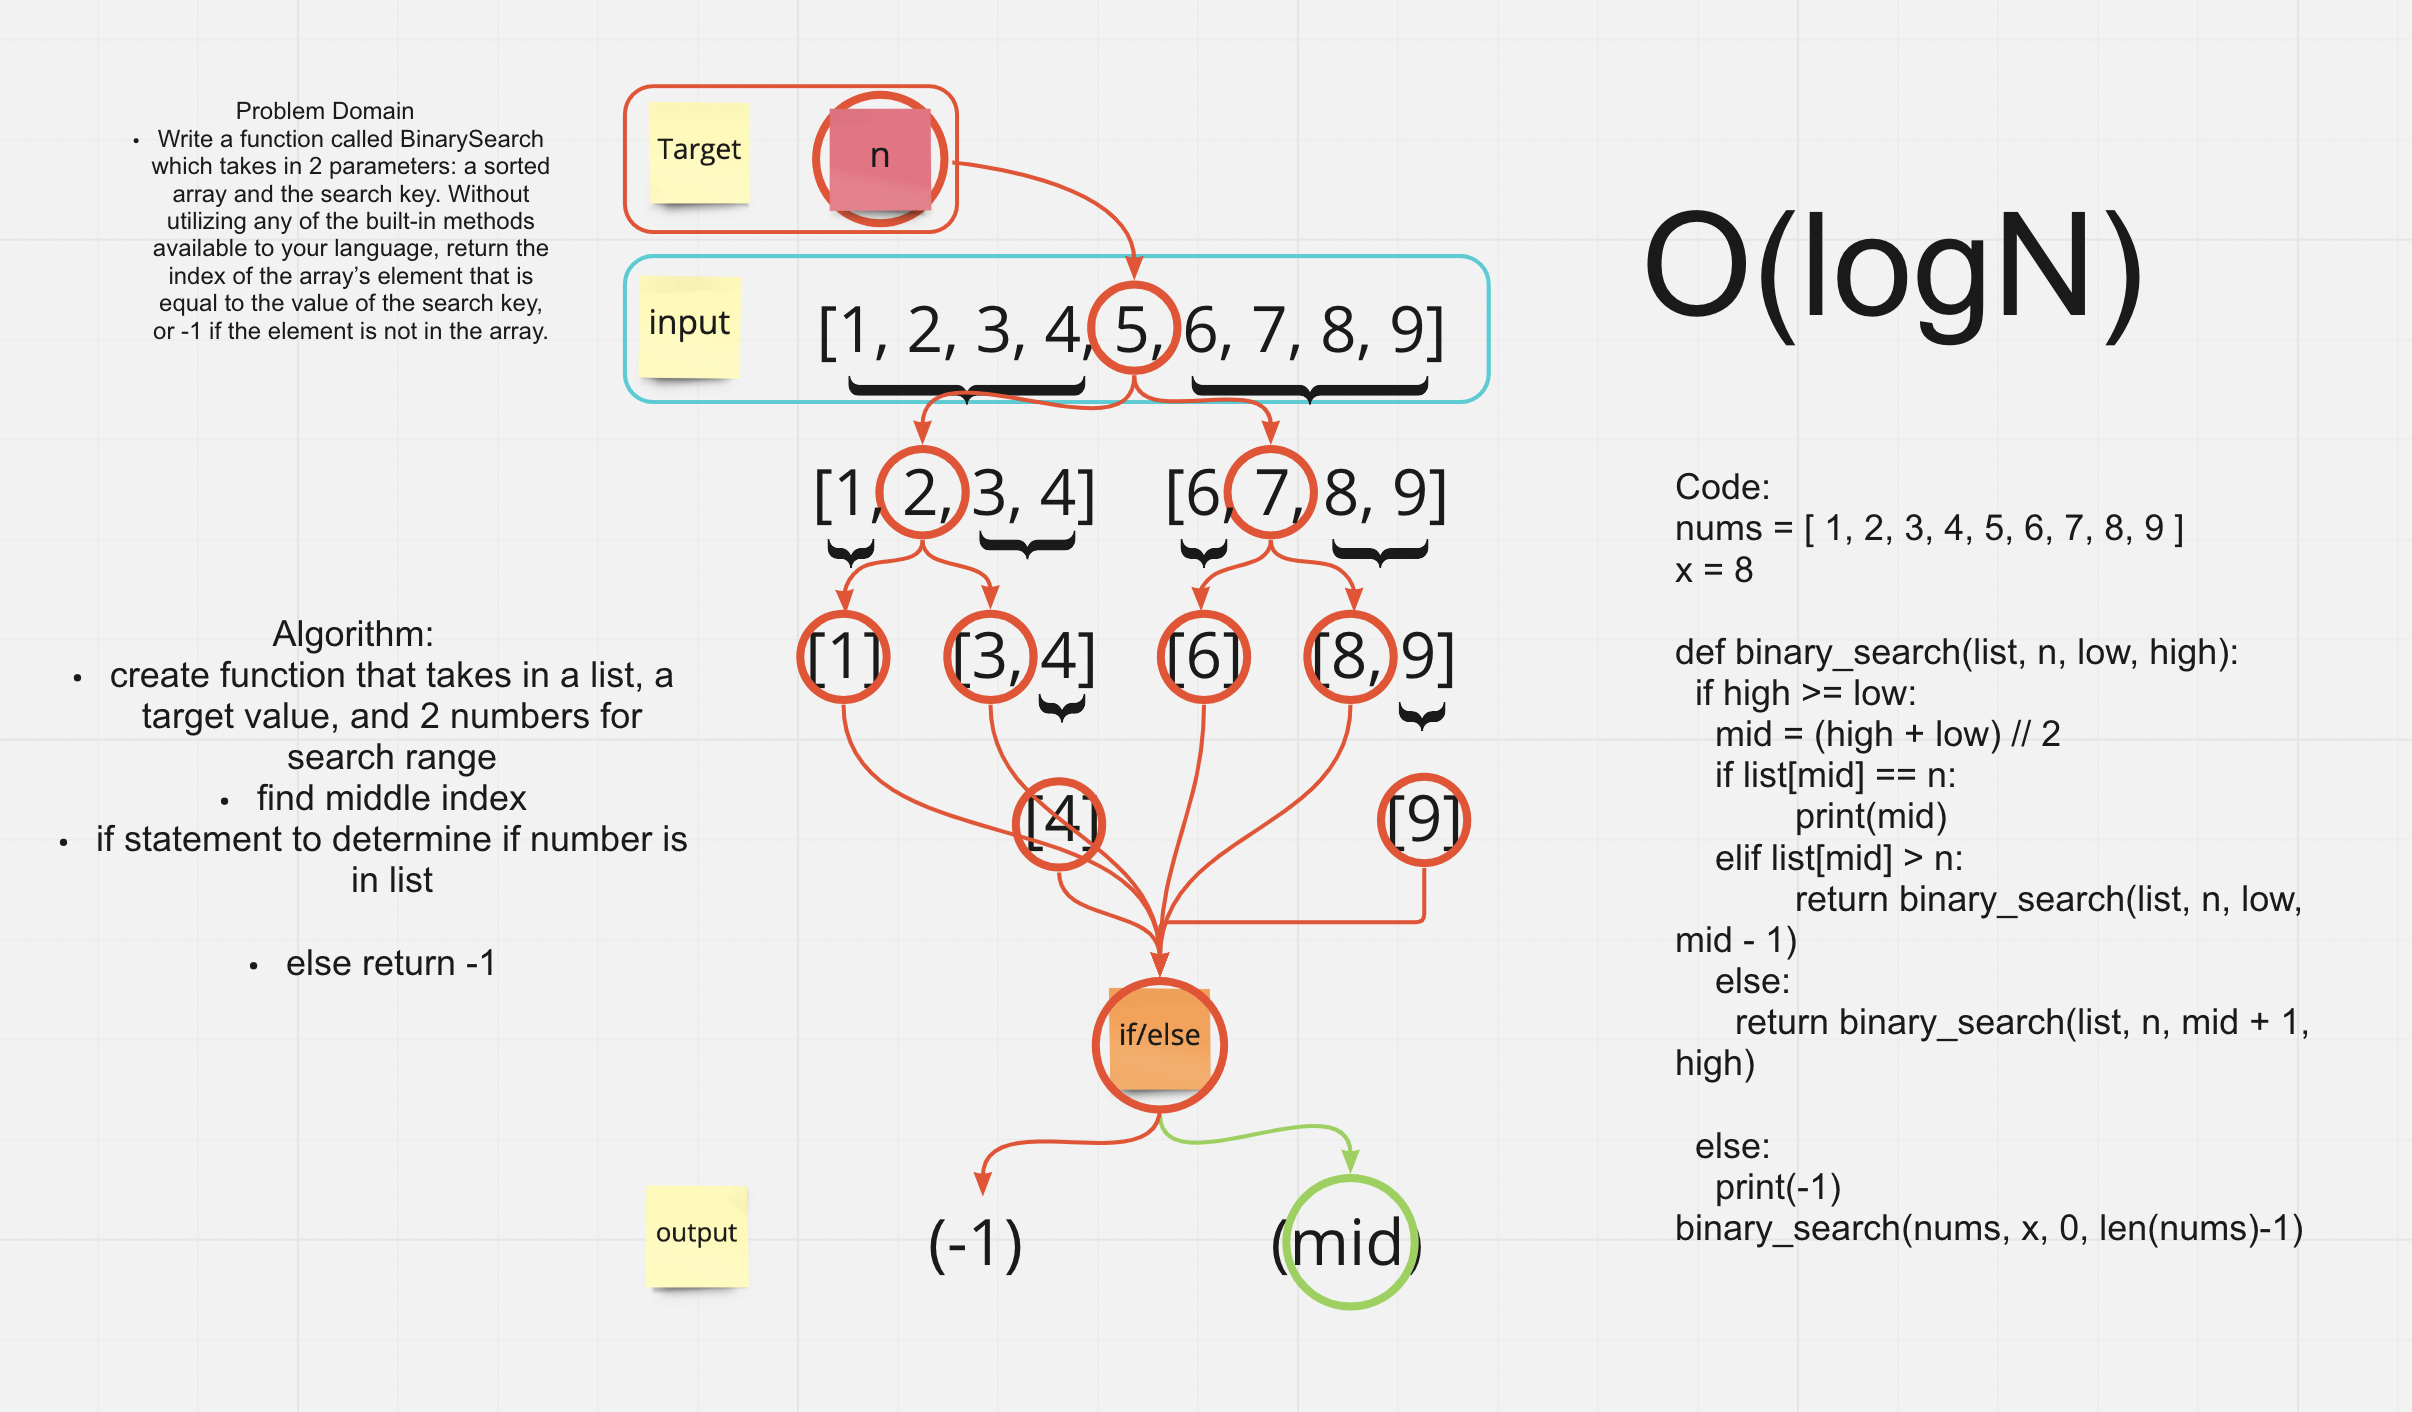 Problem Domain
• Write a function called BinarySearch
which takes in 2 parameters: a sorted
array and the search key. Without
utilizing any of the built-in methods
available to your language, return the
index of the array’s element that is
equal to the value of the search key,
or -1 if the element is not in the array.
Target
n
input
[1, 2, 3, 4, 5, 6, 7, 8, 9]
[1, 2, 3, 4]
[6, 7, 8, 9]
[1]
[3, 4]
[6]
[8, 9]
[4]
[9]
if/else
output
(-1)
(mid)
Algorithm:
• create function that takes in a list, a
target value, and 2 numbers for
search range
• find middle index
• if statement to determine if number is
in list
• else return -1
O(logN)
Code:
nums = [ 1, 2, 3, 4, 5, 6, 7, 8, 9 ]
x = 8
def binary_search(list, n, low, high):
if high >= low:
mid = (high + low) // 2
if list[mid] == n:
print(mid)
elif list[mid] > n:
return binary_search(list, n, low,
mid - 1)
else:
return binary_search(list, n, mid + 1,
high)
else:
print(-1)
binary_search(nums, x, 0, len(nums)-1)